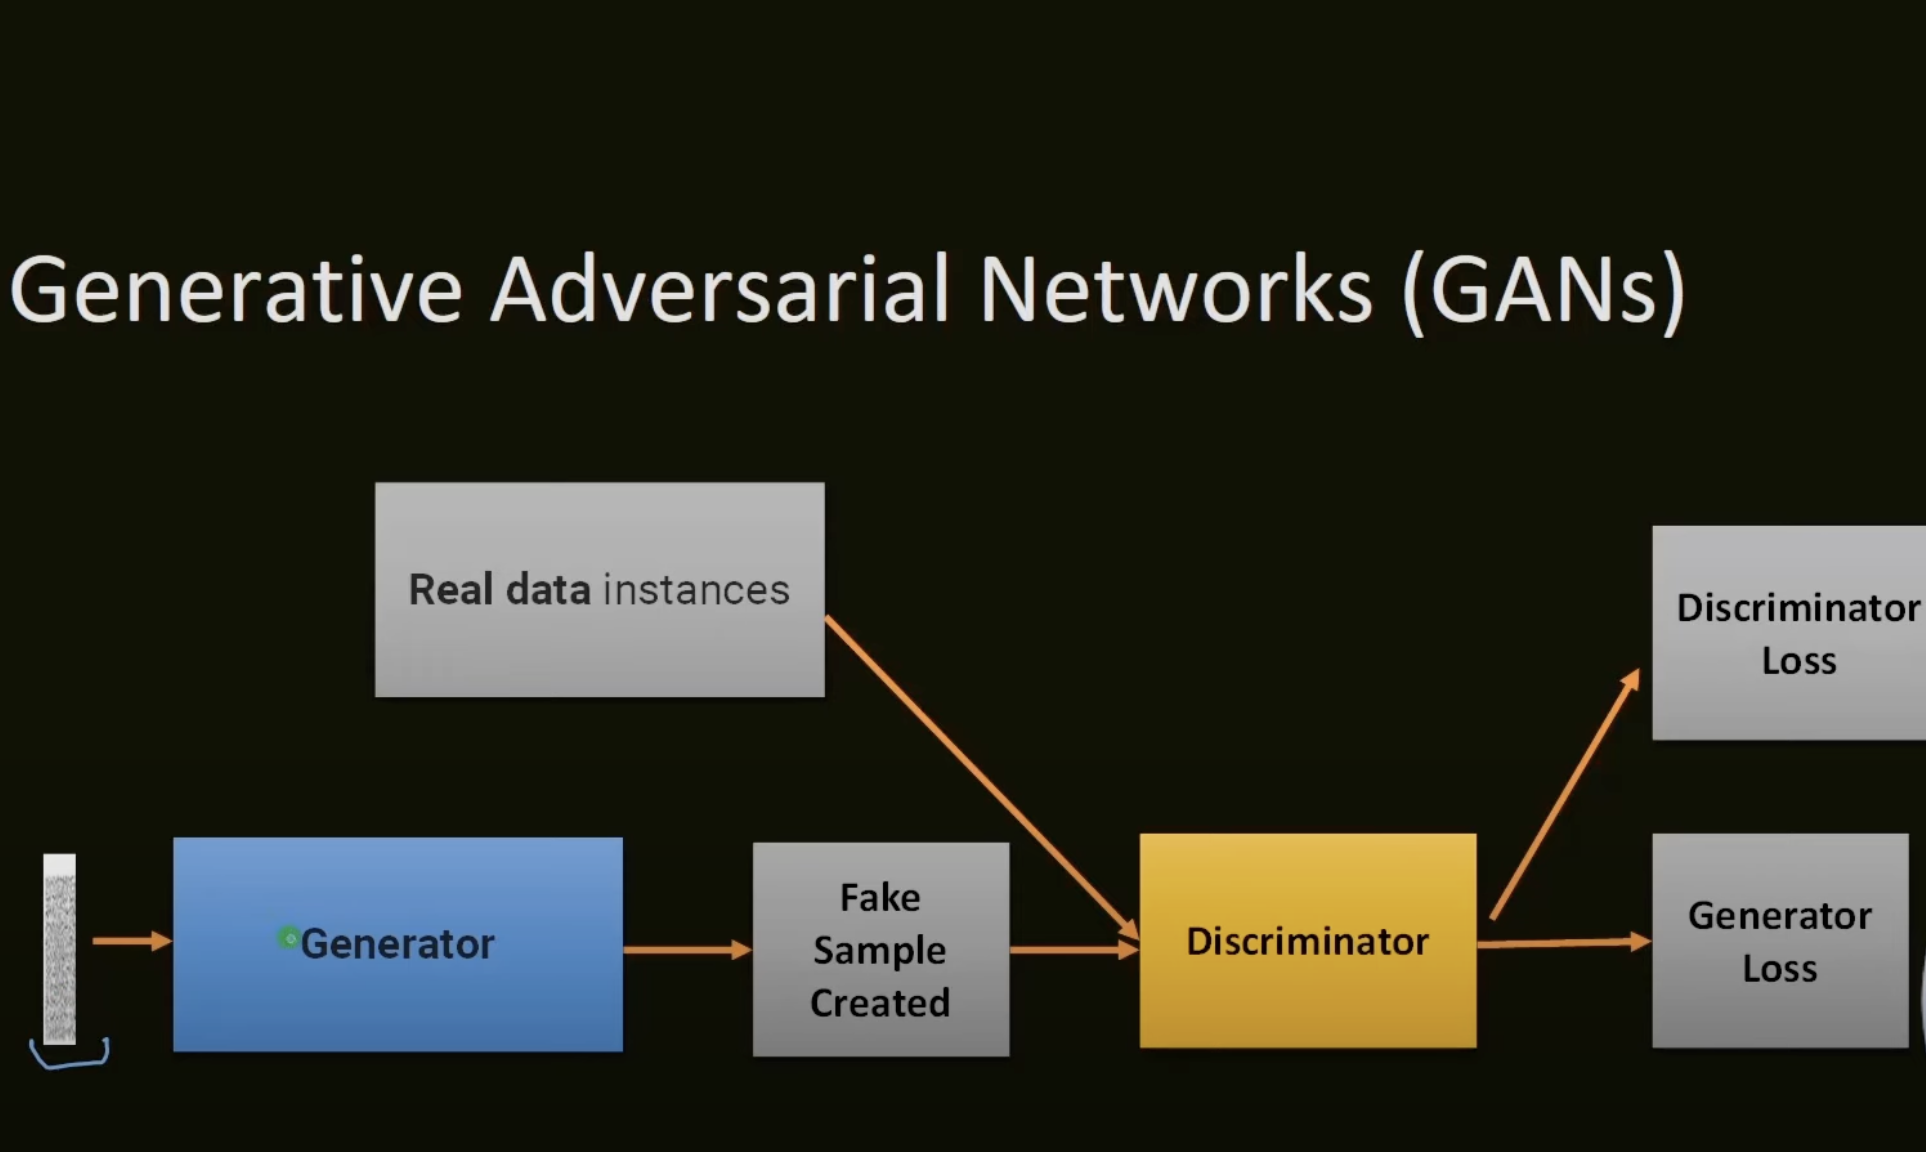 Generative Adversarial Networks (GANs)
Real data instances
Discriminator
Loss
Generator
Fake
Sample
Created
Discriminator
Generator
Loss